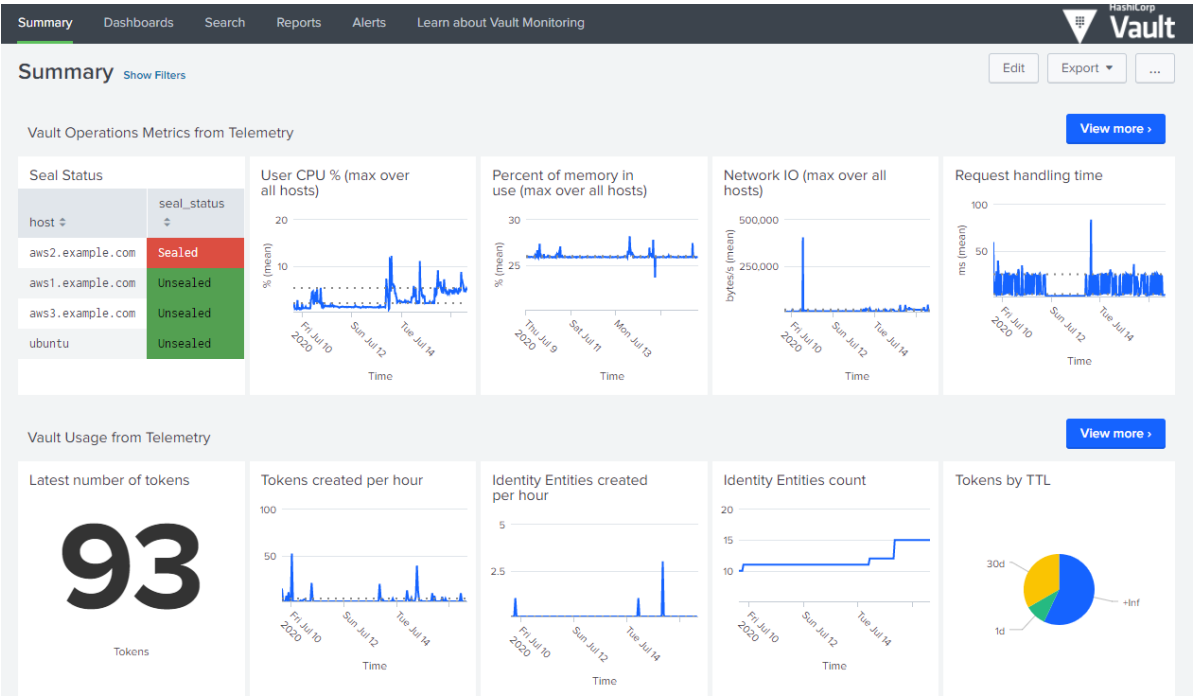 Summary
Dashboards
Search
Reports
Alerts
Learn about Vault Monitoring
HashiCorp
Vault
Summary
Show Filters
Edit
Export
...
Vault Operations Metrics from Telemetry
View more ›
Seal Status
host
seal_status
aws2.example.com Sealed
aws1.example.com Unsealed
aws3.example.com Unsealed
ubuntu Unsealed
User CPU % (max over
all hosts)
20
10
% (mean)
Fri Jul 10
2020
Sun Jul 12
Tue Jul 14
Time
Percent of memory in
use (max over all hosts)
30
25
% (mean)
Thu Jul 9
2020
Sat Jul 11
Mon Jul 13
Time
Network IO (max over all
hosts)
500,000
250,000
bytes/s (mean)
Fri Jul 10
2020
Sun Jul 12
Tue Jul 14
Time
Request handling time
100
50
ms (mean)
Fri Jul 10
2020
Sun Jul 12
Tue Jul 14
Time
Vault Usage from Telemetry
View more ›
Latest number of tokens
93
Tokens
Tokens created per hour
100
50
Fri Jul 10
2020
Sun Jul 12
Tue Jul 14
Time
Identity Entities created
per hour
5
2.5
Fri Jul 10
2020
Sun Jul 12
Tue Jul 14
Time
Identity Entities count
20
15
10
Fri Jul 10
2020
Sun Jul 12
Tue Jul 14
Time
Tokens by TTL
30d
+Inf
1d